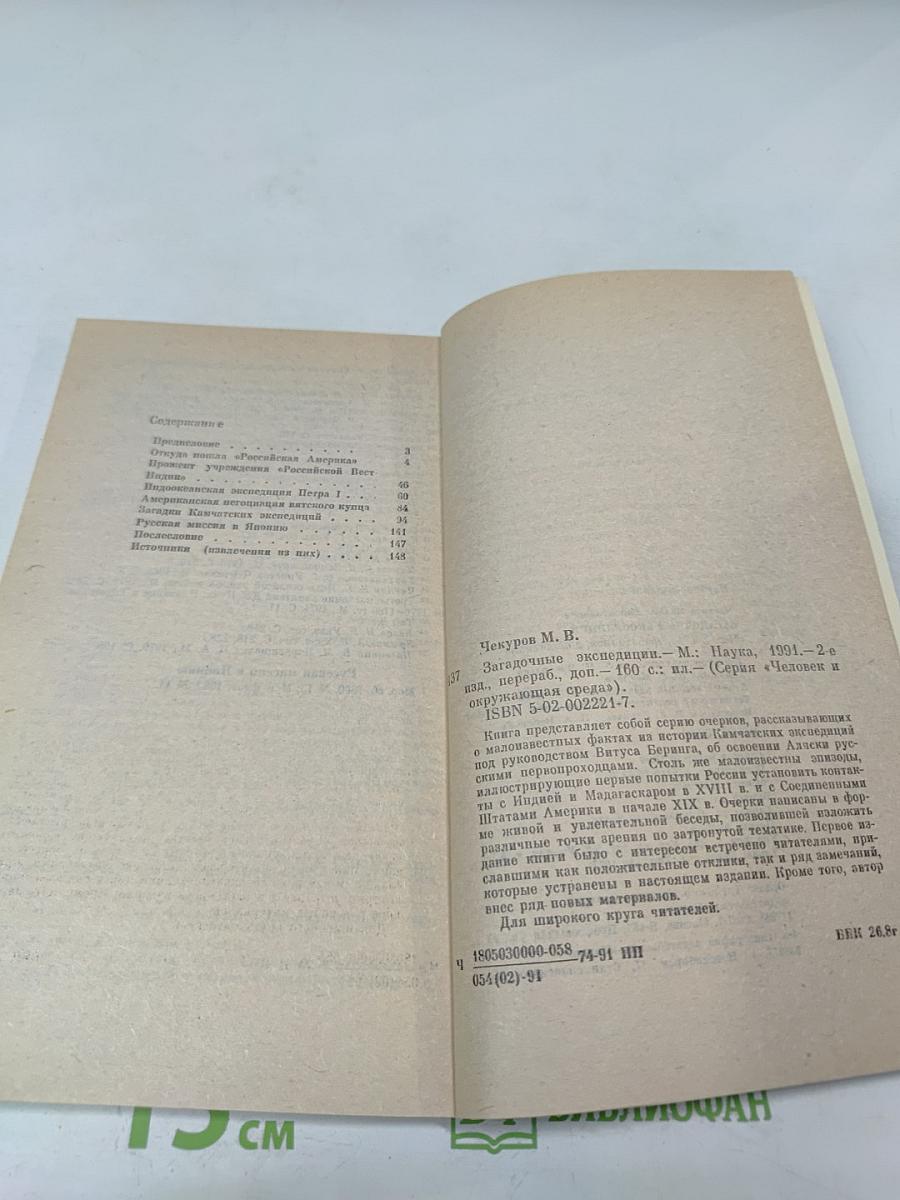 Содержание
Предисловие . . . . . . . . . . 3
Откуда пошла «Российская Америка» 4
Прожект учреждения «Российской Вест-
Индии» . . . . . . . . . . . . . 46
Индоокеанская экспедиция Петра I . . . 60
Американская негоциация вятского купца 84
Загадки Камчатских экспедиций . . . . 94
Русская миссия в Японию . . . . . . 141
Послесловие . . . . . . . . . . . 147
Источники (извлечения из них) . . . . 148
Чекуров М. В.
137
Загадочные экспедиции.— М.: Наука, 1991.— 2-е
изд., перераб., доп.— 160 с.: ил.— (Серия «Человек и
окружающая среда»).
ISBN 5-02-002221-7.
Книга представляет собой серию очерков, рассказывающих
о малоизвестных фактах из истории Камчатских экспедиций
под руководством Витуса Беринга, об освоении Аляски рус-
скими первопроходцами. Столь же малоизвестны эпизоды,
иллюстрирующие первые попытки России установить контак-
ты с Индией и Мадагаскаром в XVIII в. и с Соединенными
Штатами Америки в начале XIX в. Очерки написаны в фор-
ме живой и увлекательной беседы, позволившей изложить
различные точки зрения по затронутой тематике. Первое из-
дание книги было с интересом встречено читателями, при-
славшими как положительные отклики, так и ряд замечаний,
которые устранены в настоящем издании. Кроме того, автор
внес ряд новых материалов.
Для широкого круга читателей.
Ч 1805030000-058 74-91 НП
054(02)-91
ББК 26.8г
15 СМ
БИБЛИОФАН